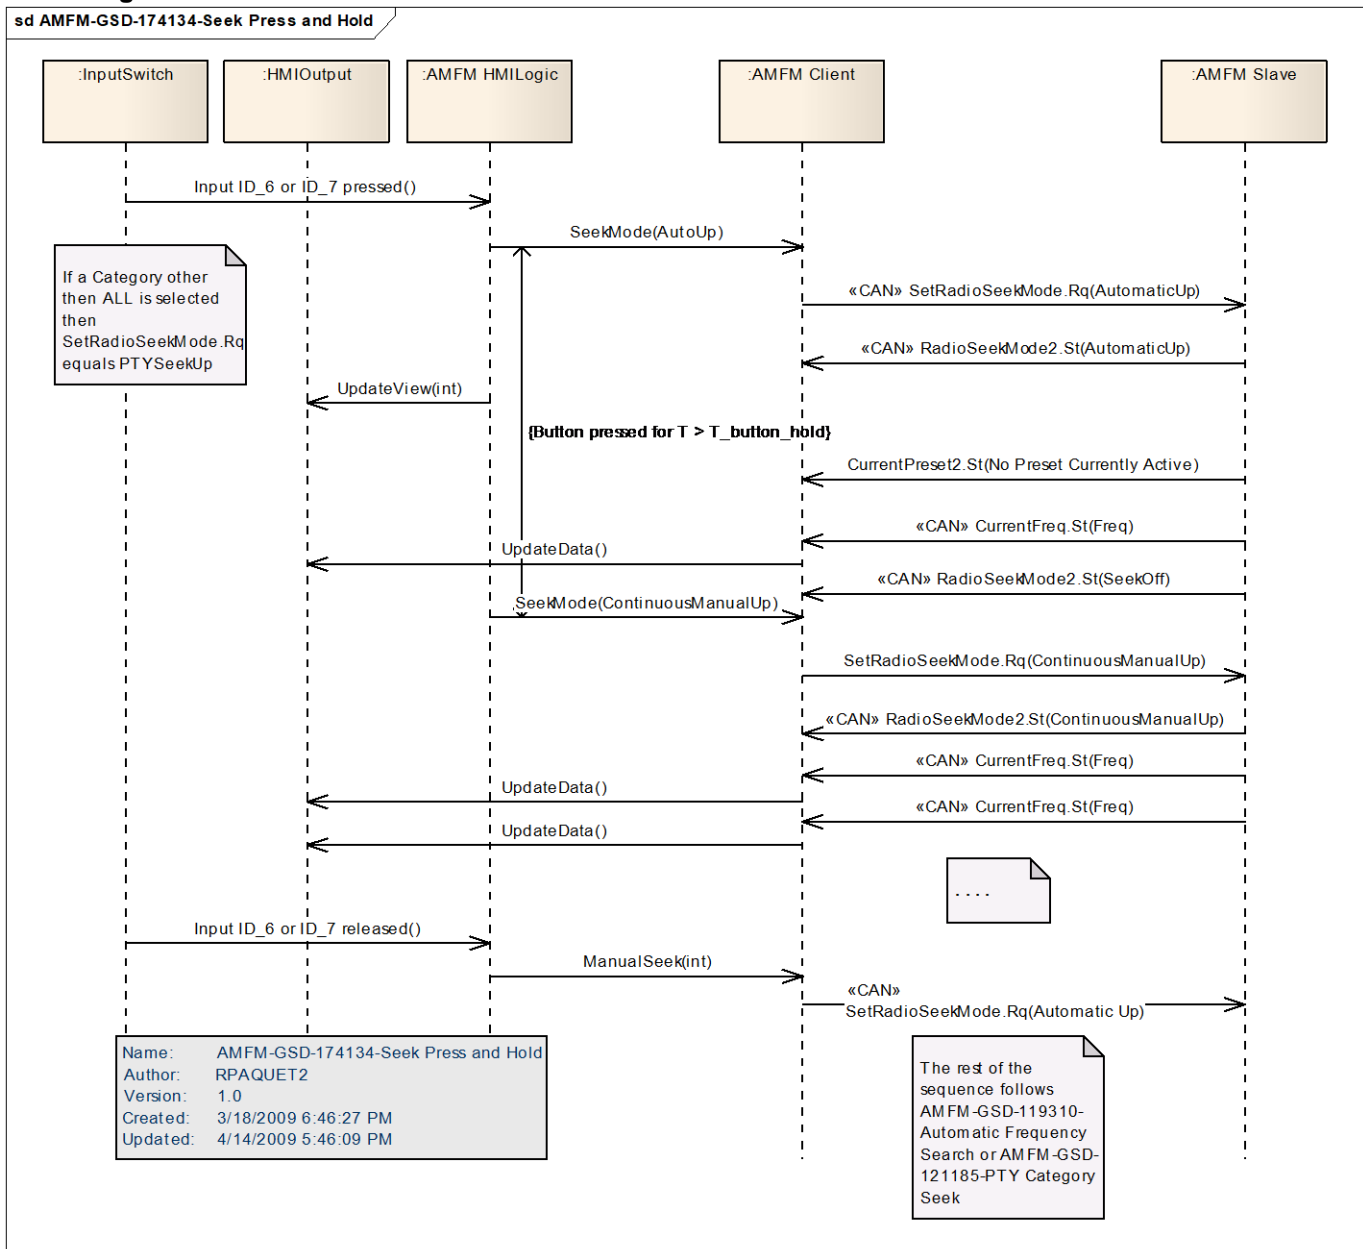 sd AMFM-GSD-174134-Seek Press and Hold
:InputSwitch
:HMIOutput
:AMFM HMILogic
:AMFM Client
:AMFM Slave
Input ID_6 or ID_7 pressed()
SeekMode(AutoUp)
If a Category other
then ALL is selected
then
SetRadioSeekMode.Rq
equals PTYSeekUp
«CAN» SetRadioSeekMode.Rq(AutomaticUp)
«CAN» RadioSeekMode2.St(AutomaticUp)
UpdateView(int)
{Button pressed for T > T_button_hold}
CurrentPreset2.St(No Preset Currently Active)
«CAN» CurrentFreq.St(Freq)
UpdateData()
«CAN» RadioSeekMode2.St(SeekOff)
SeekMode(ContinuousManualUp)
SetRadioSeekMode.Rq(ContinuousManualUp)
«CAN» RadioSeekMode2.St(ContinuousManualUp)
«CAN» CurrentFreq.St(Freq)
UpdateData()
«CAN» CurrentFreq.St(Freq)
UpdateData()
. . . .
Input ID_6 or ID_7 released()
ManualSeek(int)
«CAN»
SetRadioSeekMode.Rq(Automatic Up)
Name: AMFM-GSD-174134-Seek Press and Hold
Author: RPAQUET2
Version: 1.0
Created: 3/18/2009 6:46:27 PM
Updated: 4/14/2009 5:46:09 PM
The rest of the
sequence follows
AMFM-GSD-119310-
Automatic Frequency
Search or AMFM-GSD-
121185-PTY Category
Seek